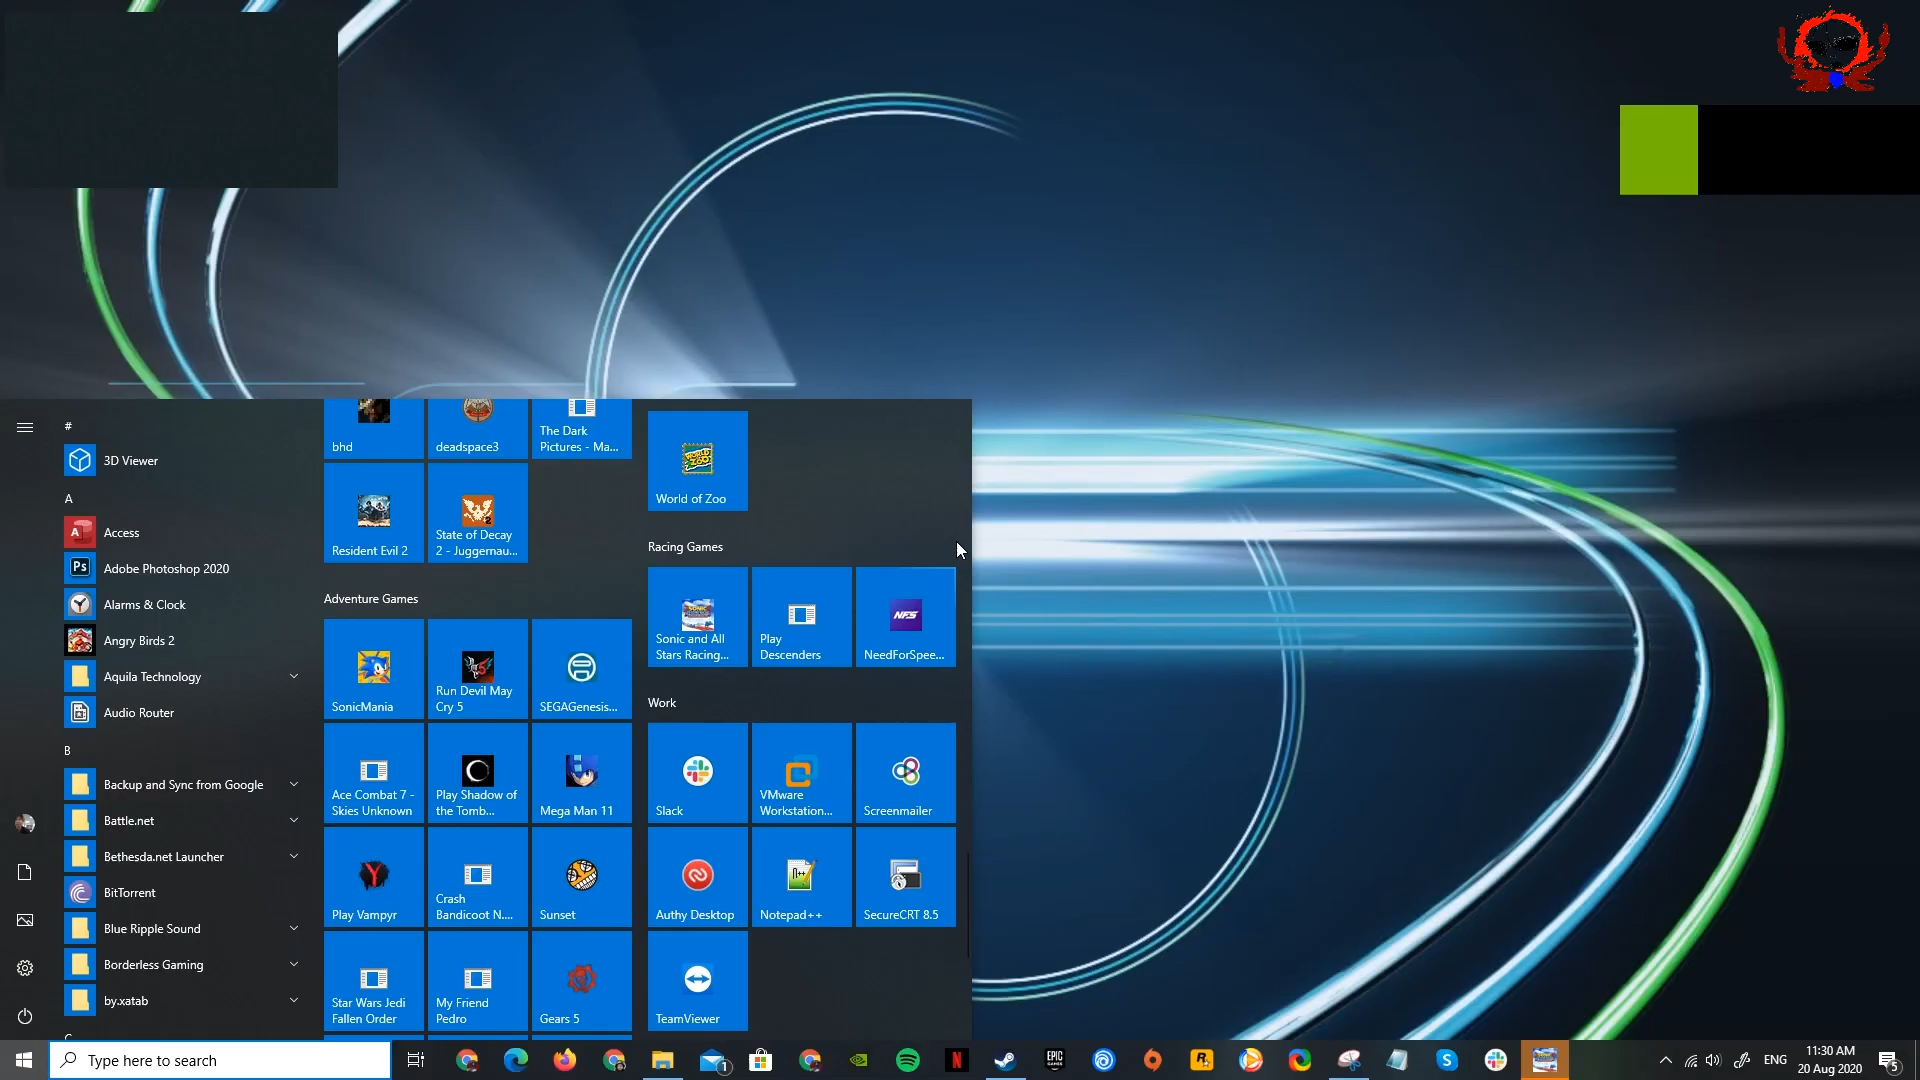 #
3D Viewer
A
Access
Adobe Photoshop 2020
Alarms & Clock
Angry Birds 2
Aquila Technology
Audio Router
B
Backup and Sync from Google
Battle.net
Bethesda.net Launcher
BitTorrent
Blue Ripple Sound
Borderless Gaming
by.xatab
bhd
deadspace3
The Dark
Pictures - Ma...
Resident Evil 2
State of Decay
2 - Juggernau...
Adventure Games
SonicMania
Run Devil May
Cry 5
SEGAGenesis...
Ace Combat 7 -
Skies Unknown
Play Shadow of
the Tomb...
Mega Man 11
Play Vampyr
Crash
Bandicoot N....
Sunset
Star Wars Jedi
Fallen Order
My Friend
Pedro
Gears 5
WORLD OF ZOO
World of Zoo
Racing Games
Sonic and All
Stars Racing...
Play
Descenders
NFS
NeedForSpee...
Work
Slack
VMware
Workstation...
Screenmailer
Authy Desktop
Notepad++
SecureCRT 8.5
TeamViewer
Type here to search
ENG
11:30 AM
20 Aug 2020